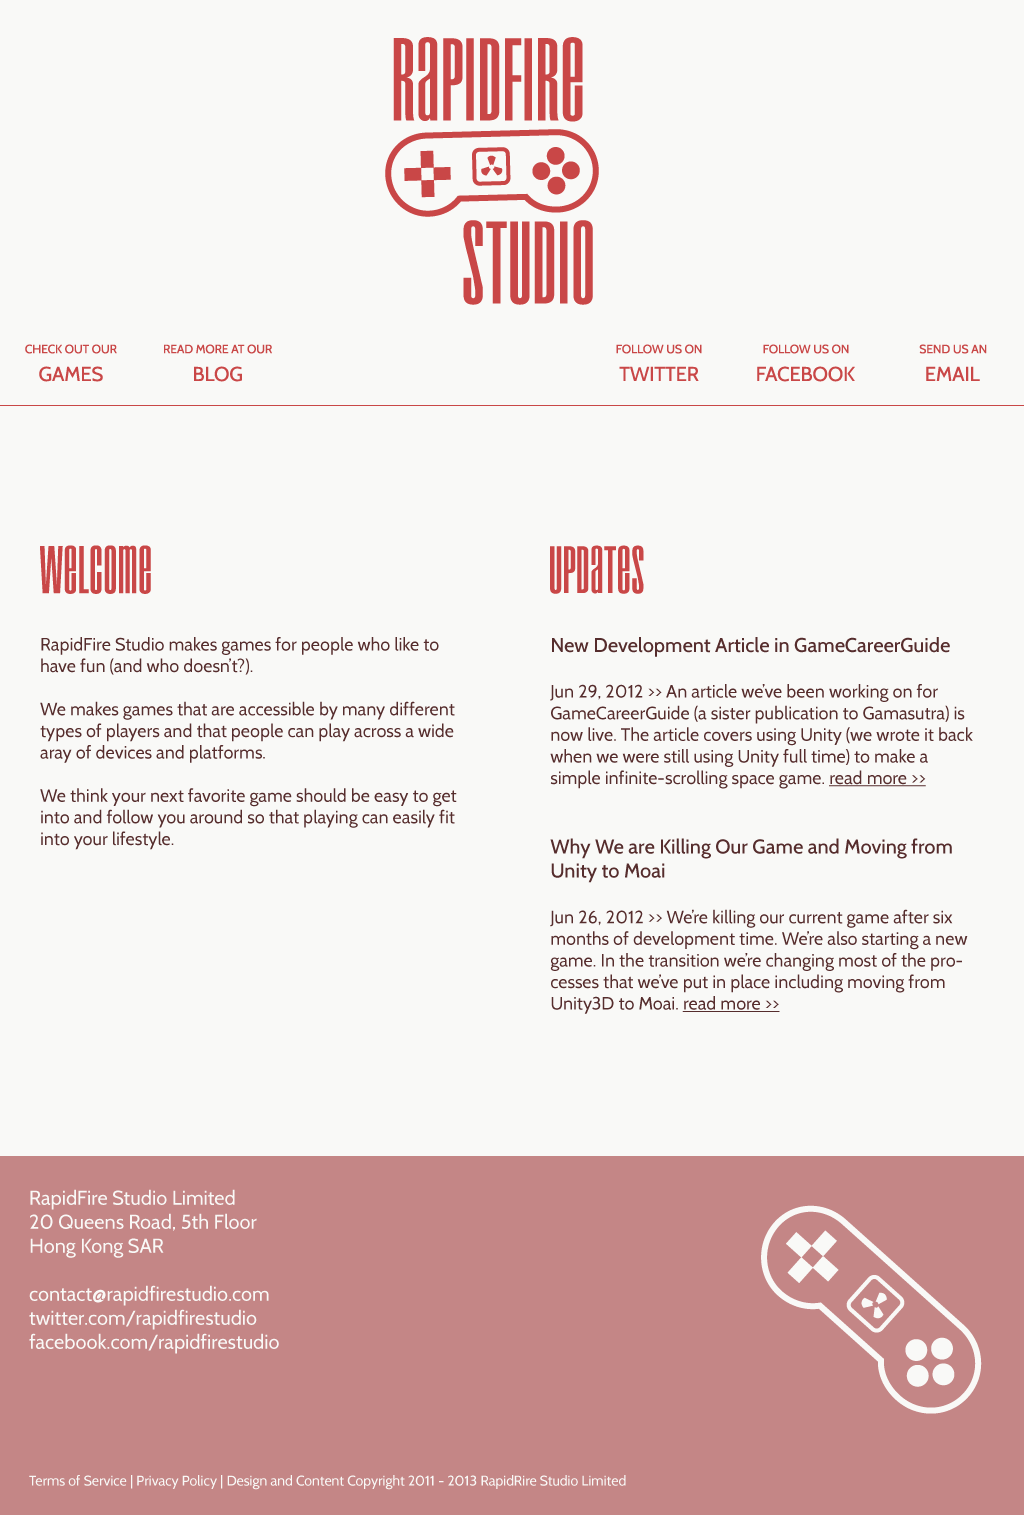 RAPIDFIRE
STUDIO
CHECK OUT OUR
GAMES
READ MORE AT OUR
BLOG
FOLLOW US ON
TWITTER
FOLLOW US ON
FACEBOOK
SEND US AN
EMAIL
WELCOME
RapidFire Studio makes games for people who like to
have fun (and who doesn't?).
We makes games that are accessible by many different
types of players and that people can play across a wide
aray of devices and platforms.
We think your next favorite game should be easy to get
into and follow you around so that playing can easily fit
into your lifestyle.
UPDATES
New Development Article in GameCareerGuide
Jun 29, 2012 >> An article we've been working on for
GameCareerGuide (a sister publication to Gamasutra) is
now live. The article covers using Unity (we wrote it back
when we were still using Unity full time) to make a
simple infinite-scrolling space game. read more >>
Why We are Killing Our Game and Moving from
Unity to Moai
Jun 26, 2012 >> We're killing our current game after six
months of development time. We're also starting a new
game. In the transition we're changing most of the pro-
cesses that we've put in place including moving from
Unity3D to Moai. read more >>
RapidFire Studio Limited
20 Queens Road, 5th Floor
Hong Kong SAR
contact@rapidfirestudio.com
twitter.com/rapidfirestudio
facebook.com/rapidfirestudio
Terms of Service | Privacy Policy | Design and Content Copyright 2011 - 2013 RapidRire Studio Limited